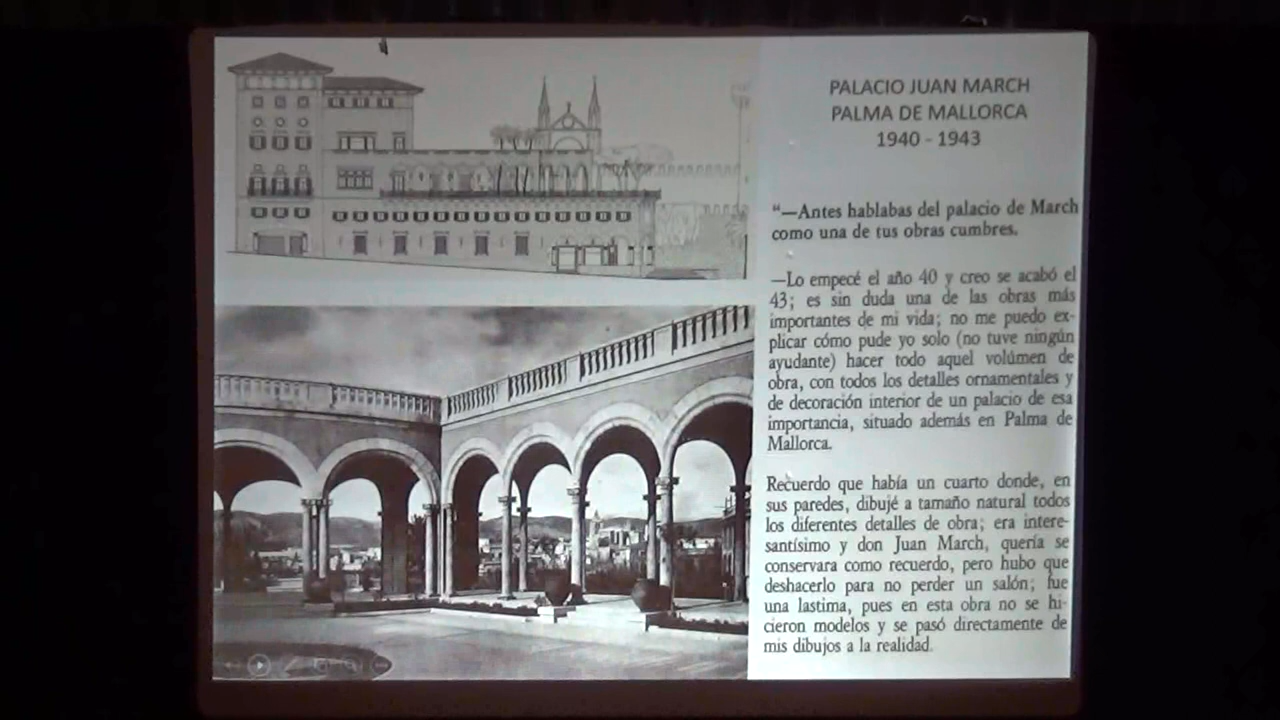 PALACIO JUAN MARCH
PALMA DE MALLORCA
1940 - 1943
“—Antes hablabas del palacio de March
como una de tus obras cumbres.
—Lo empecé el año 40 y creo se acabó el
43; es sin duda una de las obras más
importantes de mi vida; no me puedo ex-
plicar cómo pude yo solo (no tuve ningún
ayudante) hacer todo aquel volúmen de
obra, con todos los detalles ornamentales y
de decoración interior de un palacio de esa
importancia, situado además en Palma de
Mallorca.
Recuerdo que había un cuarto donde, en
sus paredes, dibujé a tamaño natural todos
los diferentes detalles de obra; era intere-
santísimo y don Juan March, quería se
conservara como recuerdo, pero hubo que
deshacerlo para no perder un salón; fue
una lastima, pues en esta obra no se hi-
cieron modelos y se pasó directamente de
mis dibujos a la realidad.